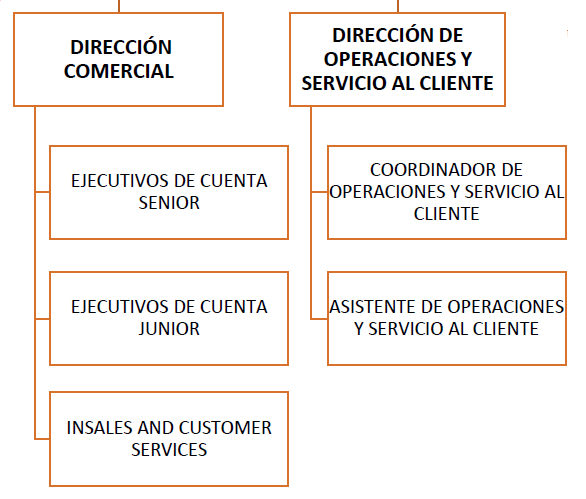 DIRECCIÓN
COMERCIAL
EJECUTIVOS DE CUENTA
SENIOR
EJECUTIVOS DE CUENTA
JUNIOR
INSALES AND CUSTOMER
SERVICES
DIRECCIÓN DE
OPERACIONES Y
SERVICIO AL CLIENTE
COORDINADOR DE
OPERACIONES Y SERVICIO AL
CLIENTE
ASISTENTE DE OPERACIONES
Y SERVICIO AL CLIENTE